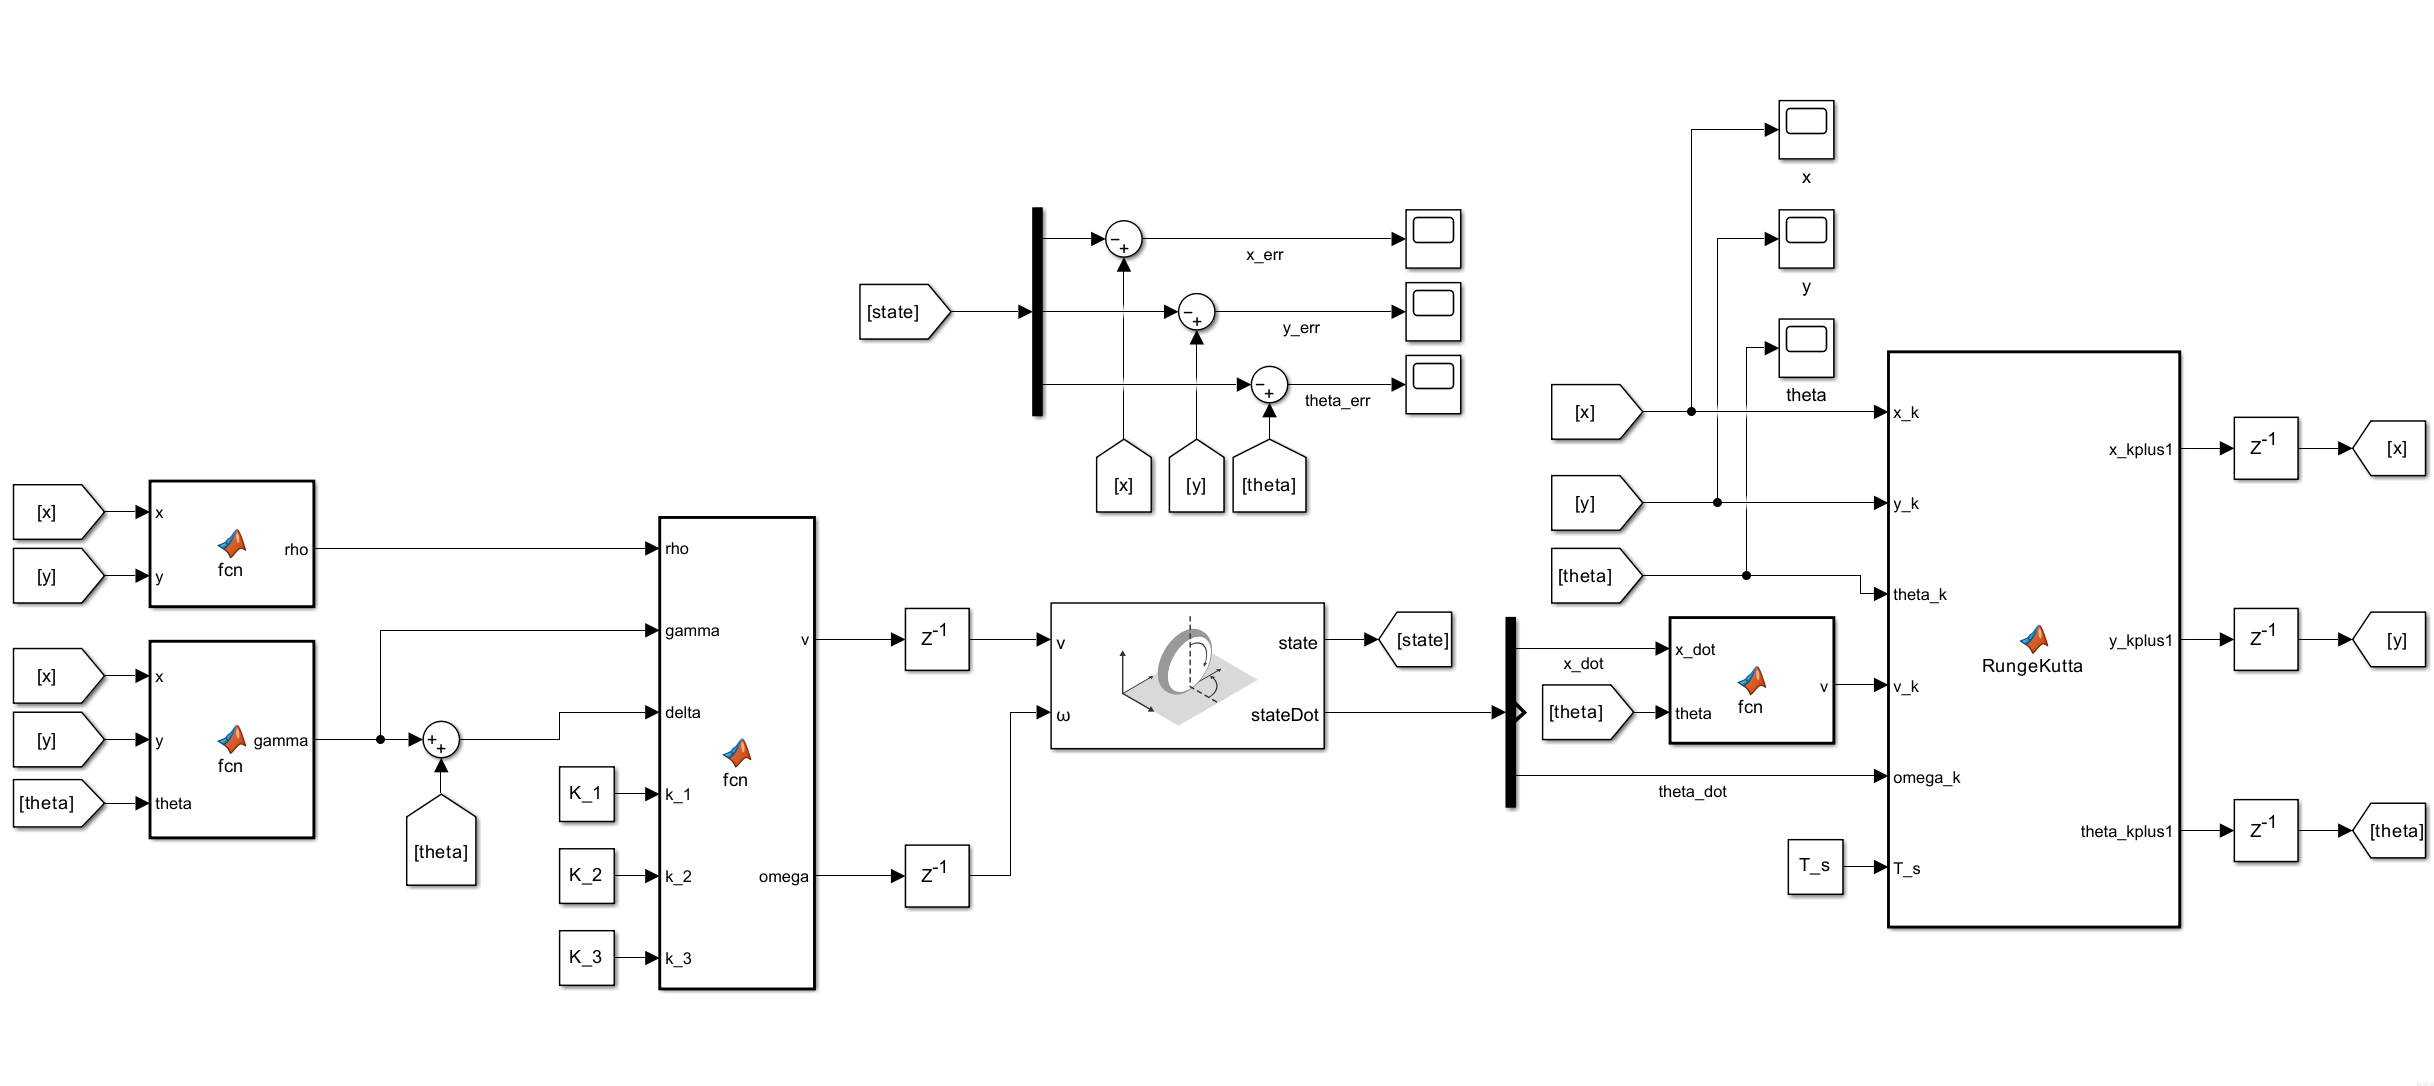 [x]
[y]
x
y
rho
fcn
[x]
[y]
[theta]
x
y
theta
gamma
fcn
+
+
[theta]
K_1
K_2
K_3
rho
gamma
delta
k_1
k_2
k_3
fcn
v
omega
Z-1
Z-1
[state]
−
+
x_err
−
+
y_err
−
+
theta_err
[x]
[y]
[theta]
v
ω
state
stateDot
[state]
x_dot
[theta]
theta_dot
x_dot
theta
v
fcn
x
y
theta
[x]
[y]
[theta]
T_s
x_k
y_k
theta_k
v_k
omega_k
T_s
RungeKutta
x_kplus1
y_kplus1
theta_kplus1
Z-1
Z-1
Z-1
[x]
[y]
[theta]